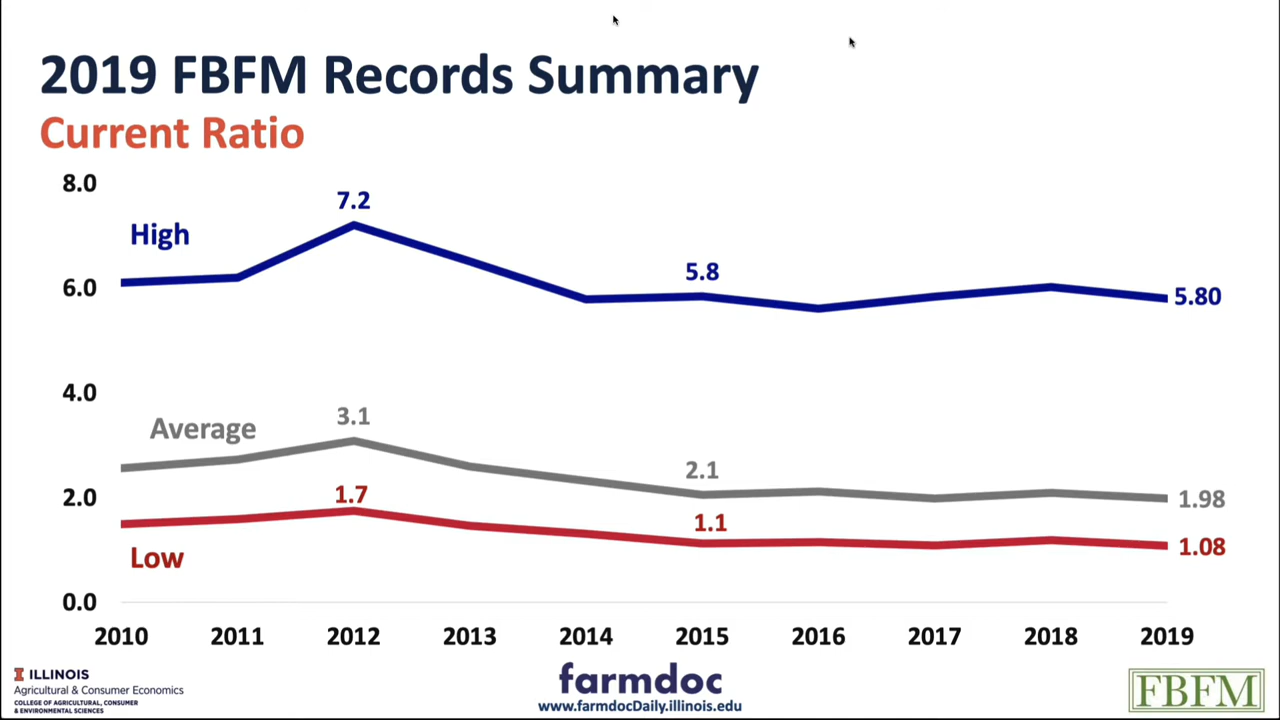 2019 FBFM Records Summary
Current Ratio
8.0
7.2
High
5.8
6.0
5.80
4.0
3.1
Average
2.1
2.0
1.7
1.98
1.1
1.08
Low
0.0
2010 2011 2012 2013 2014 2015 2016 2017 2018 2019
I ILLINOIS
Agricultural & Consumer Economics
COLLEGE OF AGRICULTURAL, CONSUMER
& ENVIRONMENTAL SCIENCES
farmdoc
www.farmdocDaily.illinois.edu
FBFM